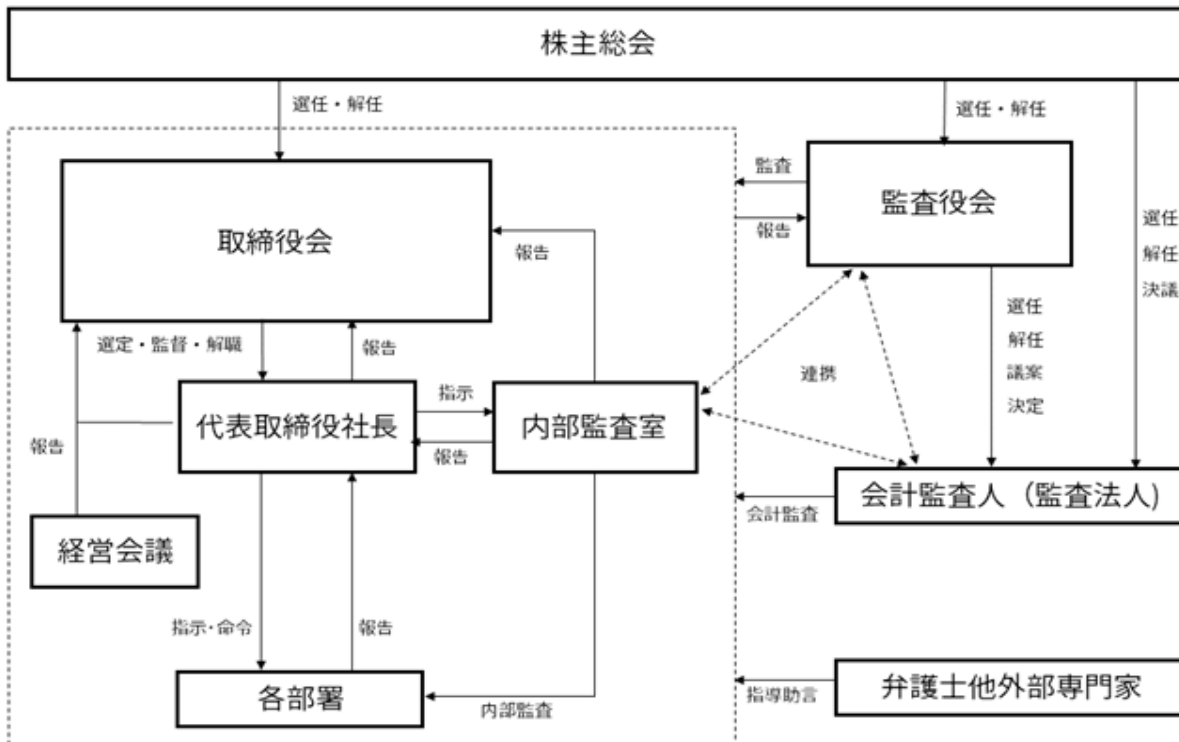 株主総会
選任・解任
選任・解任
監査役会
監査
報告
選任
解任
決議
取締役会
報告
選定・監督・解職
報告
選任
解任
議案
決定
連携
代表取締役社長
指示
報告
内部監査室
報告
経営会議
会計監査人（監査法人)
会計監査
指示・命令
報告
各部署
内部監査
弁護士他外部専門家
指導助言